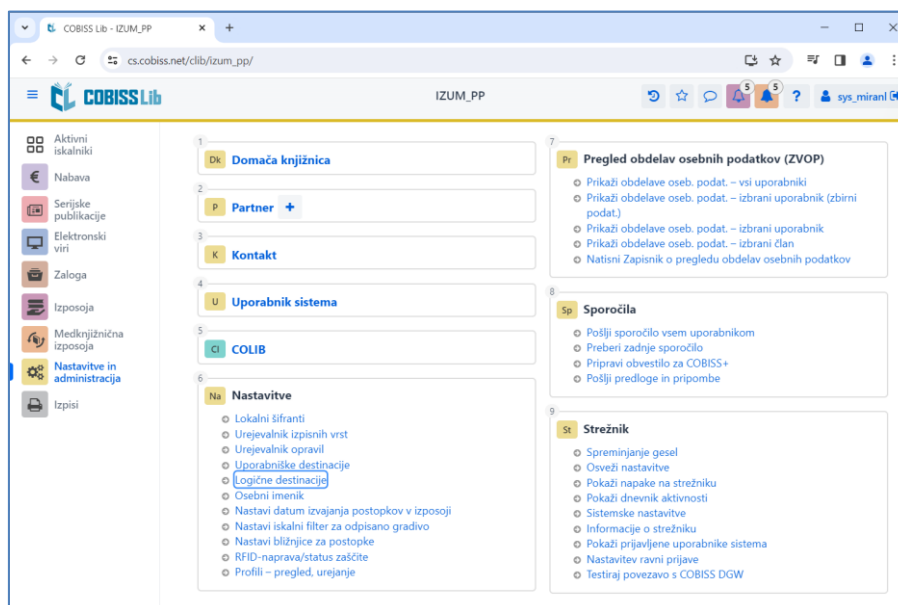 COBISS Lib - IZUM_PP
cs.cobiss.net/clib/izum_pp/
COBISS Lib
IZUM_PP
5
5
?
sys_miranl
Aktivni
iskalniki
Nabava
Serijske
publikacije
Elektronski
viri
Zaloga
Izposoja
Medknjižnična
izposoja
Nastavitve in
administracija
Izpisi
1
Dk Domača knjižnica
2
P Partner +
3
K Kontakt
4
U Uporabnik sistema
5
Cl COLIB
6
Na Nastavitve
Lokalni šifranti
Urejevalnik izpisnih vrst
Urejevalnik opravil
Uporabniške destinacije
Logične destinacije
Osebni imenik
Nastavi datum izvajanja postopkov v izposoji
Nastavi iskalni filter za odpisano gradivo
Nastavi bližnjice za postopke
RFID-naprava/status zaščite
Profili – pregled, urejanje
7
Pr Pregled obdelav osebnih podatkov (ZVOP)
Prikaži obdelave oseb. podat. – vsi uporabniki
Prikaži obdelave oseb. podat. – izbrani uporabnik (zbirni
podat.)
Prikaži obdelave oseb. podat. – izbrani uporabnik
Prikaži obdelave oseb. podat. – izbrani član
Natisni Zapisnik o pregledu obdelav osebnih podatkov
8
Sp Sporočila
Pošlji sporočilo vsem uporabnikom
Preberi zadnje sporočilo
Pripravi obvestilo za COBISS+
Pošlji predloge in pripombe
9
St Strežnik
Spreminjanje gesel
Osveži nastavitve
Pokaži napake na strežniku
Pokaži dnevnik aktivnosti
Sistemske nastavitve
Informacije o strežniku
Pokaži prijavljene uporabnike sistema
Nastavitev ravni prijave
Testiraj povezavo s COBISS DGW